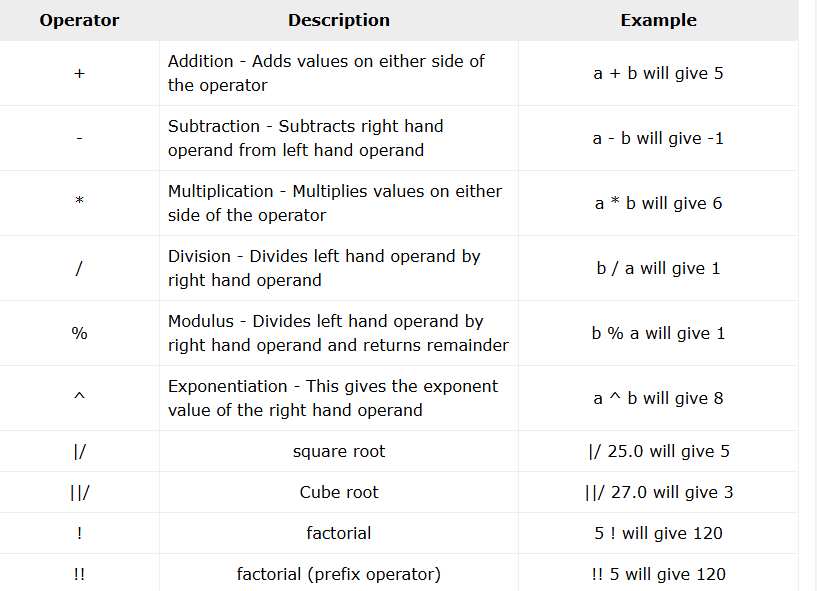 Operator Description Example
+ Addition - Adds values on either side of
the operator a + b will give 5
- Subtraction - Subtracts right hand
operand from left hand operand a - b will give -1
* Multiplication - Multiplies values on either
side of the operator a * b will give 6
/ Division - Divides left hand operand by
right hand operand b / a will give 1
% Modulus - Divides left hand operand by
right hand operand and returns remainder b % a will give 1
^ Exponentiation - This gives the exponent
value of the right hand operand a ^ b will give 8
|/ square root |/ 25.0 will give 5
||/ Cube root ||/ 27.0 will give 3
! factorial 5 ! will give 120
!! factorial (prefix operator) !! 5 will give 120